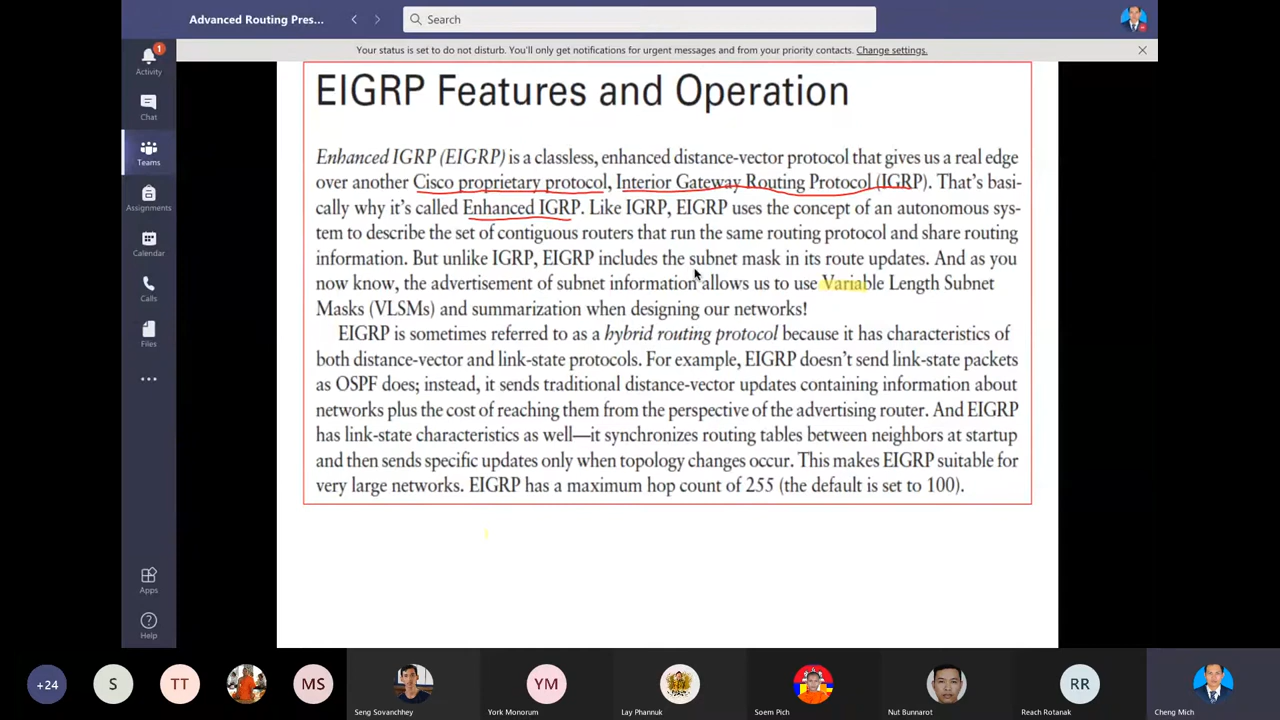 Advanced Routing Pres...
Search
Your status is set to do not disturb. You'll only get notifications for urgent messages and from your priority contacts. Change settings.
1
Activity
Chat
Teams
Assignments
Calendar
Calls
Files
Apps
Help
EIGRP Features and Operation
Enhanced IGRP (EIGRP) is a classless, enhanced distance-vector protocol that gives us a real edge
over another Cisco proprietary protocol, Interior Gateway Routing Protocol (IGRP). That's basi-
cally why it's called Enhanced IGRP. Like IGRP, EIGRP uses the concept of an autonomous sys-
tem to describe the set of contiguous routers that run the same routing protocol and share routing
information. But unlike IGRP, EIGRP includes the subnet mask in its route updates. And as you
now know, the advertisement of subnet information allows us to use Variable Length Subnet
Masks (VLSMs) and summarization when designing our networks!
EIGRP is sometimes referred to as a hybrid routing protocol because it has characteristics of
both distance-vector and link-state protocols. For example, EIGRP doesn't send link-state packets
as OSPF does; instead, it sends traditional distance-vector updates containing information about
networks plus the cost of reaching them from the perspective of the advertising router. And EIGRP
has link-state characteristics as well—it synchronizes routing tables between neighbors at startup
and then sends specific updates only when topology changes occur. This makes EIGRP suitable for
very large networks. EIGRP has a maximum hop count of 255 (the default is set to 100).
+24
S
TT
MS
YM
RR
Seng Sovanchhey
York Monorum
Lay Phannuk
Soem Pich
Nut Bunnarot
Reach Rotanak
Cheng Mich